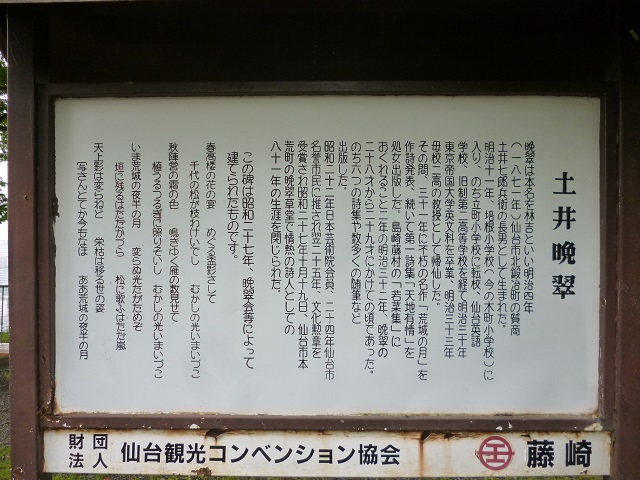 土井晩翠
晩翠は本名を林吉といい明治四年
(一八七一年)仙台市北鍛冶町の質商
土井七郎兵衛の長男として生まれた。
明治十一年、培根小学校(今の木町小学校)に
入り、のち立町小学校に転校、仙台英語
学校、旧制第二高等学校を経て明治三十年
東京帝国大学英文科を卒業、明治三十三年
母校二高の教授として帰仙した。
その間、三十一年に不朽の名作「荒城の月」を
作詩発表、続いて第一詩集「天地有情」を
処女出版した。島崎藤村の「若菜集」に
おくれること二年の明治三十二年、晩翠の
二十八才から二十九才にかけての頃であった。
のち六つの詩集や数多くの随筆など
出版した。
昭和二十二年日本芸術院会員、二十四年仙台市
名誉市民に推され翌二十五年、文化勲章を
受賞され昭和二十七年十月十九日、仙台市本
荒町の晩翠草堂で情熱の詩人としての
八十一年の生涯を閉じられた。
この碑は昭和二十七年、晩翠会等によって
建てられたものです。
春高楼の花の宴 めぐる盃影さして
千代の松が枝わけいでし むかしの光いまいづこ
秋陣営の霜の色 鳴きゆく雁の数見せて
植うるつるぎに照りそいし むかしの光いまいづこ
いま荒城の夜半の月 変らぬ光たがためぞ
垣に残るはただかづら 松に歌ふはただ嵐
天上影は変らねど 栄枯は移る世の姿
写さんとてか今もなほ ああ荒城の夜半の月
財団法人 仙台観光コンベンション協会 藤崎